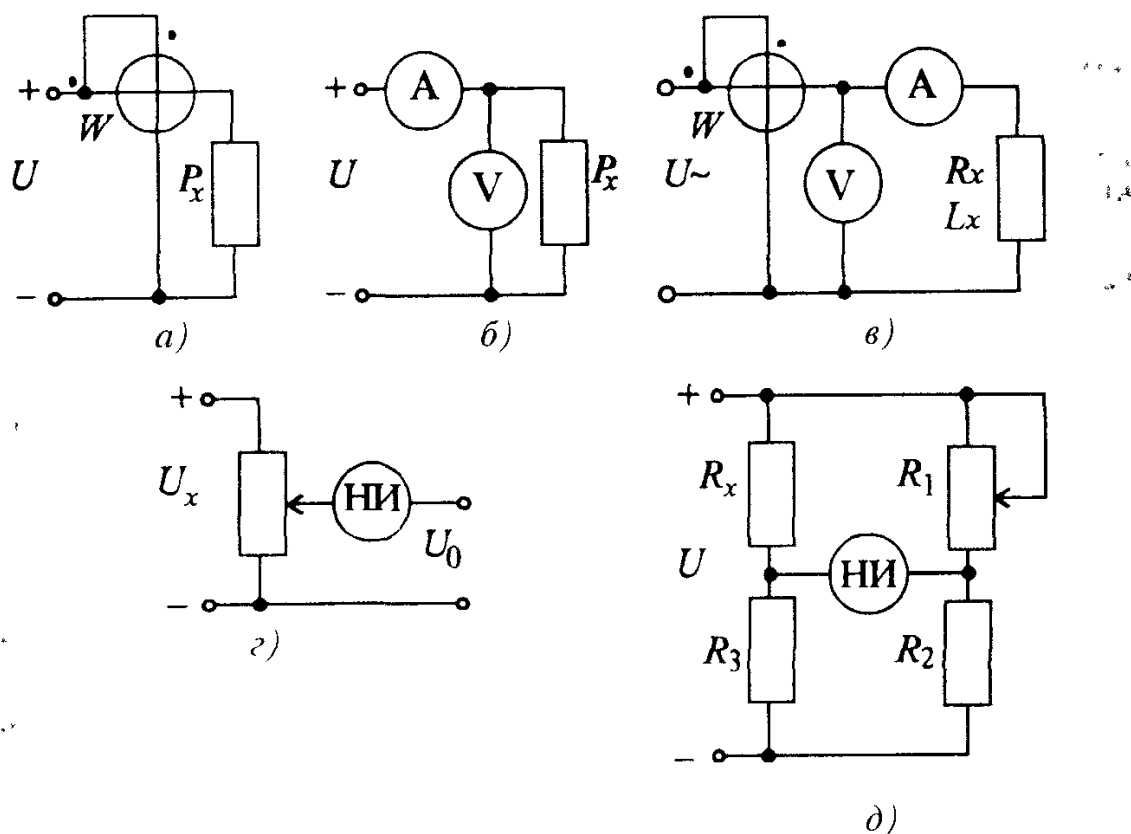 + W A + W A
U P_x U V P_x U~ V Rx
Lx
− −
а) б) в)
+ +
U_x НИ R_x R_1
U_0 U НИ
− R_3 R_2
г) −
д)